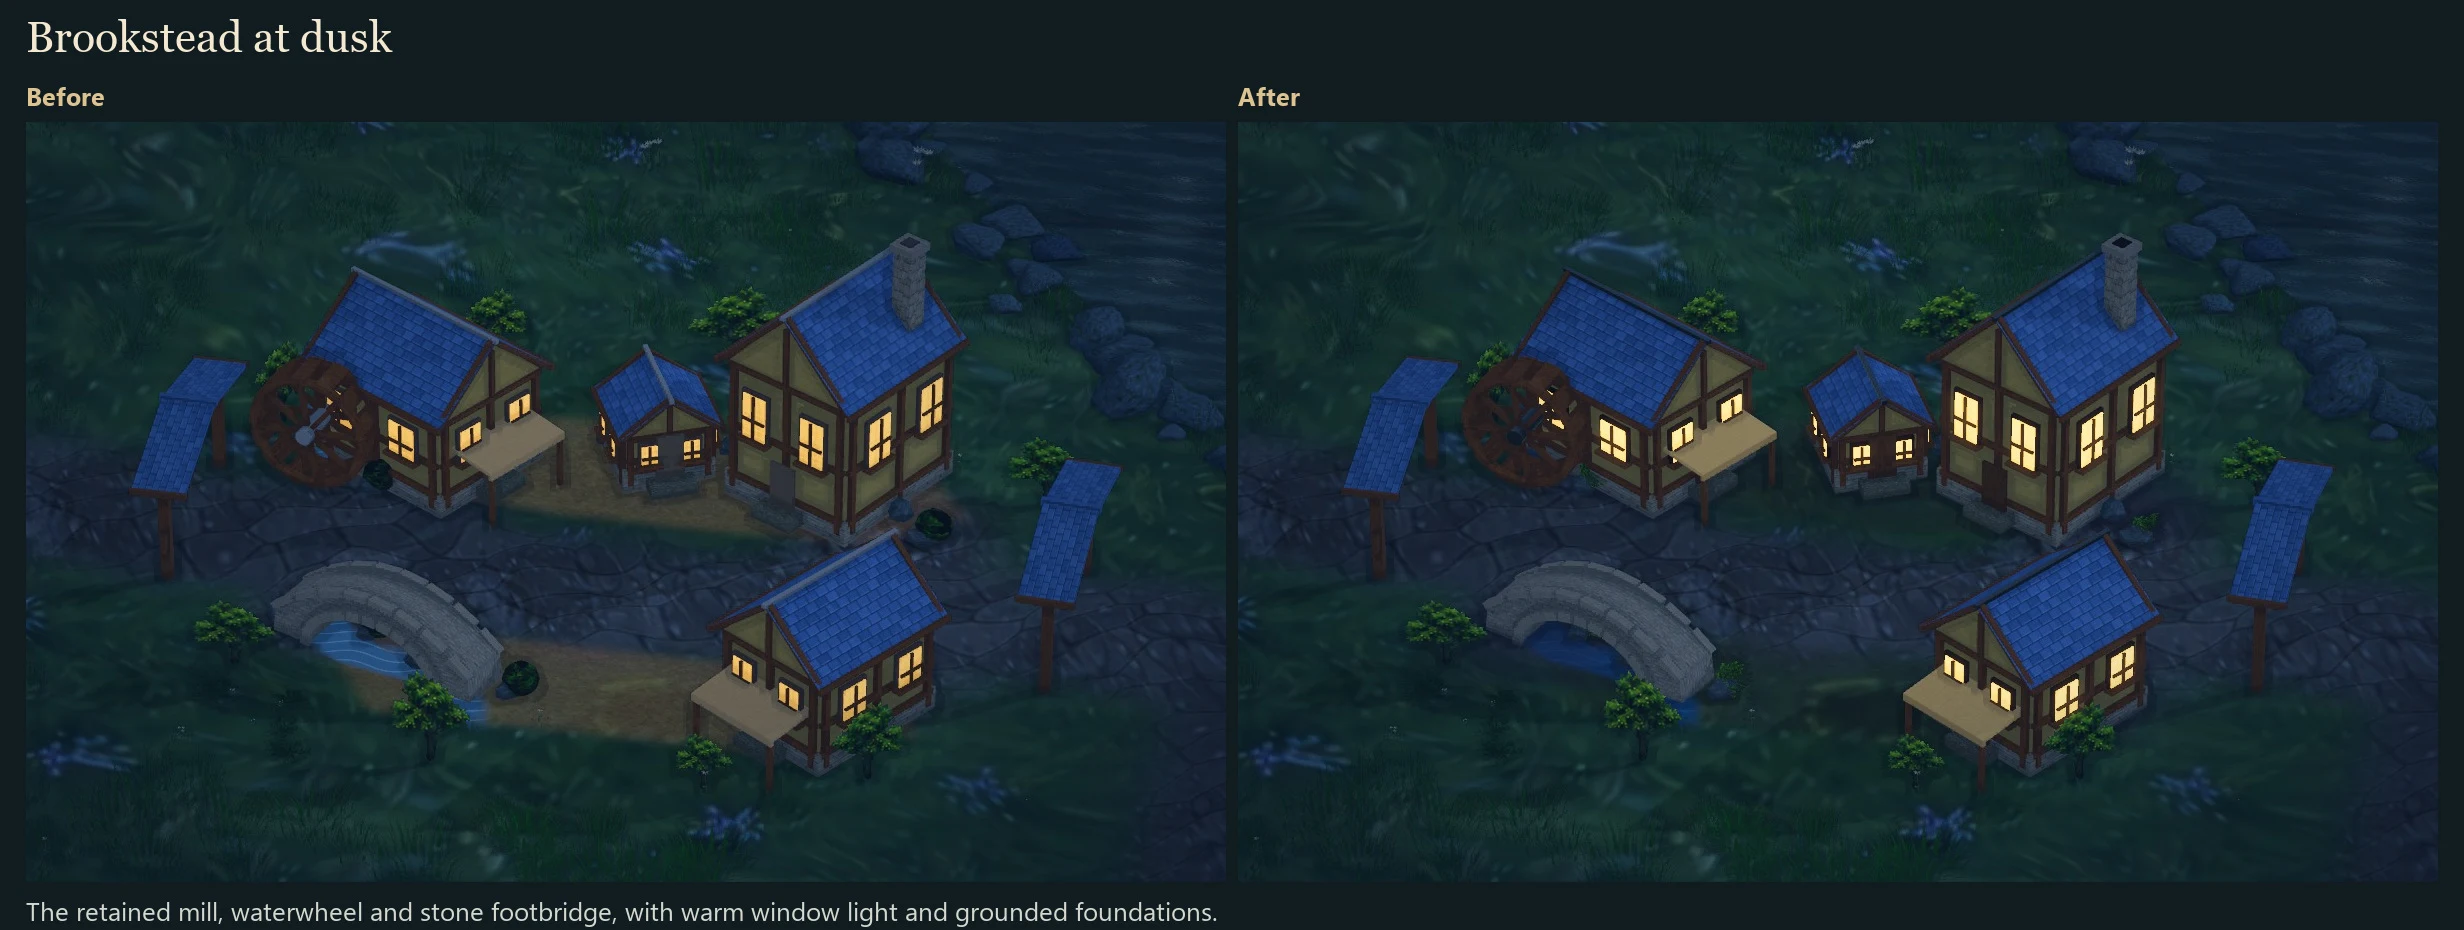 Brookstead at dusk
Before
After
The retained mill, waterwheel and stone footbridge, with warm window light and grounded foundations.